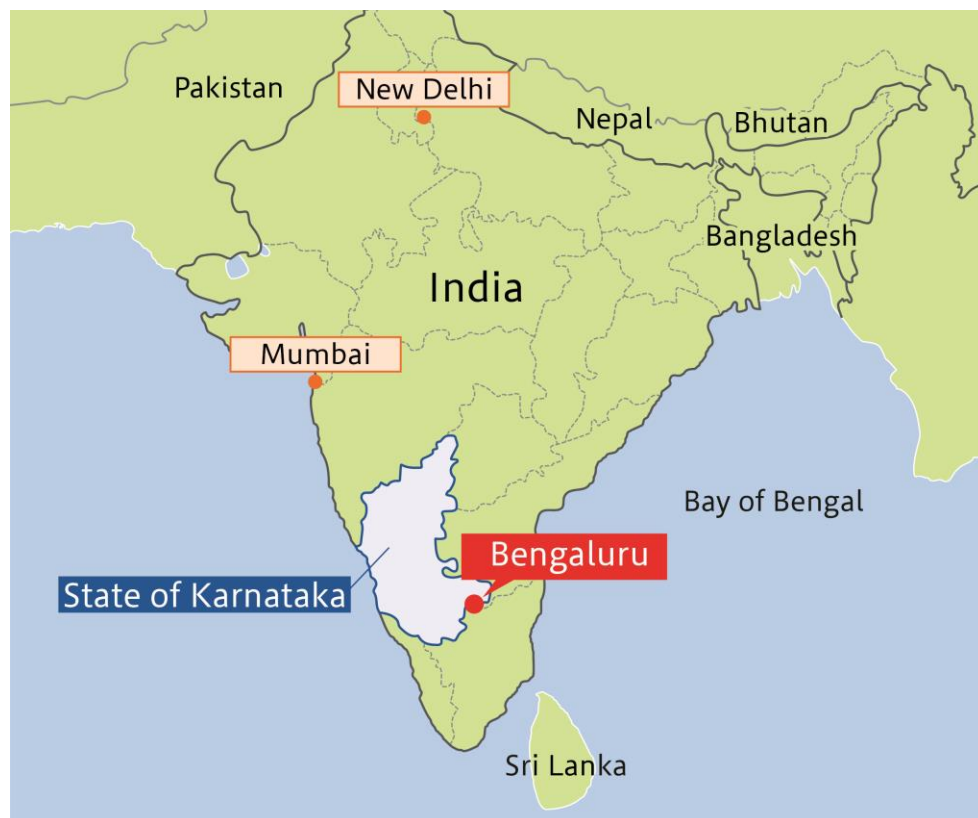 Pakistan
New Delhi
Nepal
Bhutan
Bangladesh
India
Mumbai
Bay of Bengal
Bengaluru
State of Karnataka
Sri Lanka